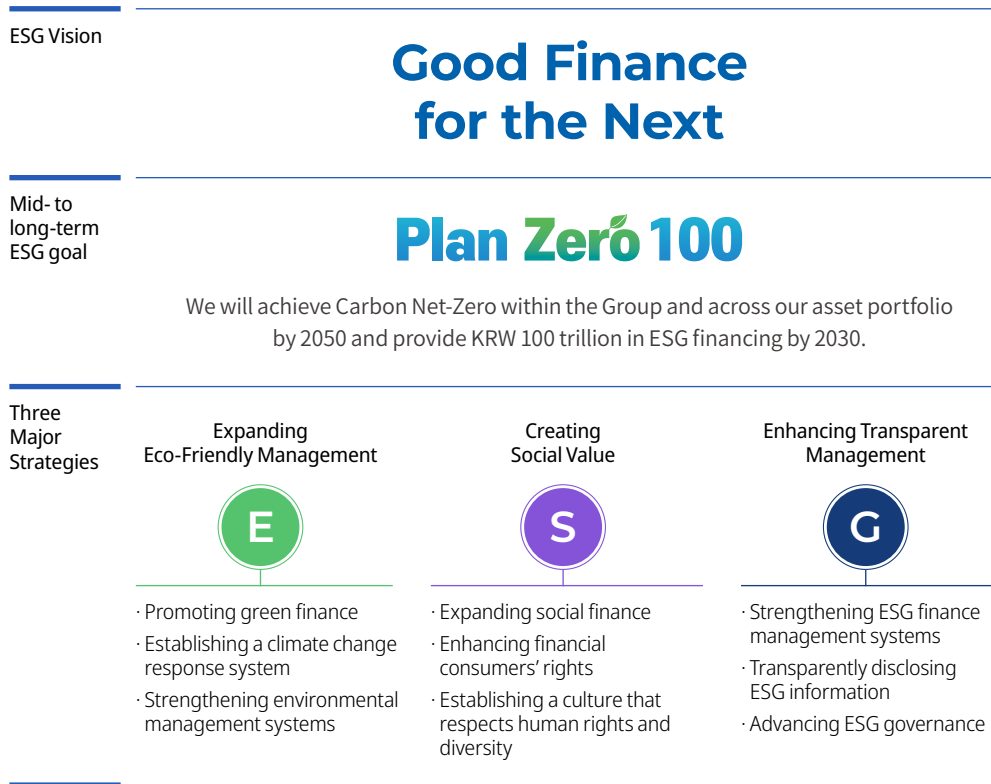 ESG Vision
Good Finance
for the Next
Mid- to
long-term
ESG goal
Plan Zero 100
We will achieve Carbon Net-Zero within the Group and across our asset portfolio
by 2050 and provide KRW 100 trillion in ESG financing by 2030.
Three
Major
Strategies
Expanding
Eco-Friendly Management
E
· Promoting green finance
· Establishing a climate change
response system
· Strengthening environmental
management systems
Creating
Social Value
S
· Expanding social finance
· Enhancing financial
consumers’ rights
· Establishing a culture that
respects human rights and
diversity
Enhancing Transparent
Management
G
· Strengthening ESG finance
management systems
· Transparently disclosing
ESG information
· Advancing ESG governance